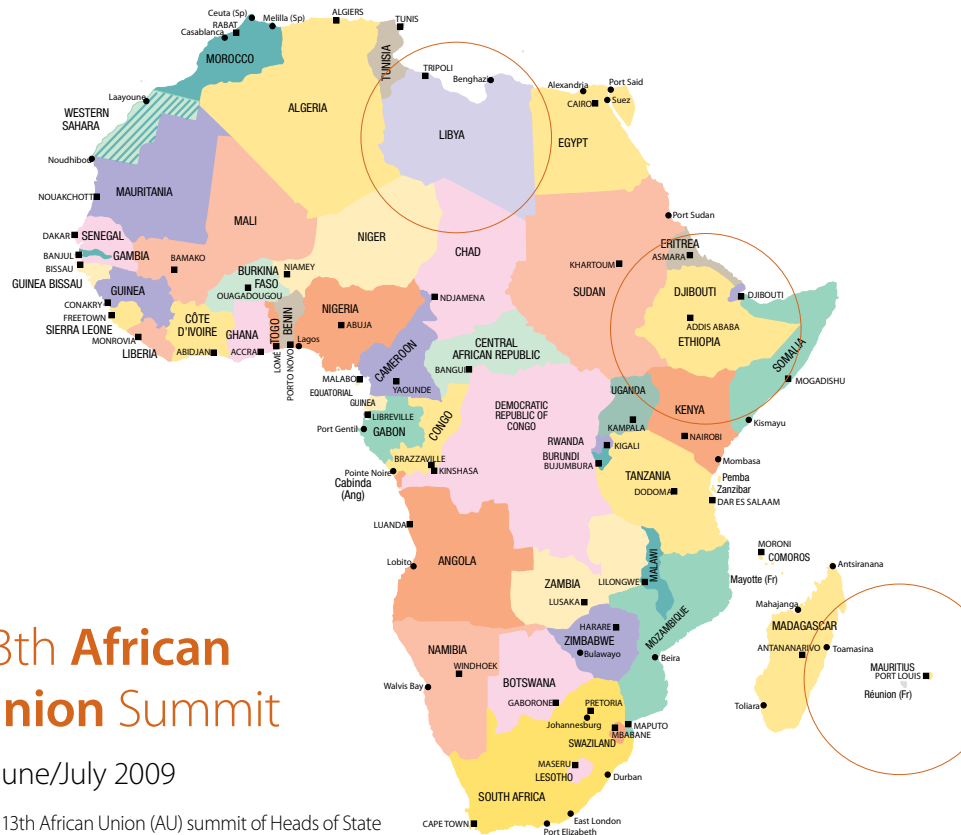 Ceuta (Sp)
RABAT
Melilla (Sp)
Casablanca
ALGIERS
TUNIS
MOROCCO
TUNISIA
TRIPOLI
Benghazi
Alexandria
Port Said
CAIRO
Suez
Laayoune
WESTERN
SAHARA
ALGERIA
LIBYA
EGYPT
Noudhibou
NOUAKCHOTT
MAURITANIA
MALI
NIGER
CHAD
Port Sudan
ERITREA
ASMARA
KHARTOUM
SUDAN
DAKAR
SENEGAL
BANJUL
GAMBIA
BISSAU
GUINEA BISSAU
BAMAKO
BURKINA
FASO
NIAMEY
OUAGADOUGOU
GUINEA
CONAKRY
FREETOWN
SIERRA LEONE
MONROVIA
LIBERIA
CÔTE
D'IVOIRE
ABIDJAN
GHANA
ACCRA
TOGO
BENIN
LOMÉ
PORTO NOVO
Lagos
NIGERIA
ABUJA
NDJAMENA
DJIBOUTI
DJIBOUTI
ADDIS ABABA
ETHIOPIA
SOMALIA
MOGADISHU
CENTRAL
AFRICAN REPUBLIC
BANGUI
CAMEROON
YAOUNDE
MALABO
EQUATORIAL
GUINEA
LIBREVILLE
Port Gentil
GABON
CONGO
DEMOCRATIC
REPUBLIC OF
CONGO
UGANDA
KAMPALA
KENYA
NAIROBI
Kismayu
RWANDA
KIGALI
BURUNDI
BUJUMBURA
Mombasa
BRAZZAVILLE
KINSHASA
Pointe Noire
Cabinda
(Ang)
TANZANIA
DODOMA
Pemba
Zanzibar
DAR ES SALAAM
LUANDA
Lobito
ANGOLA
ZAMBIA
LUSAKA
LILONGWE
MALAWI
MORONI
COMOROS
Mayotte (Fr)
Antsiranana
Mahajanga
MADAGASCAR
ANTANANARIVO
Toamasina
Toliara
MAURITIUS
PORT LOUIS
Réunion (Fr)
HARARE
ZIMBABWE
Bulawayo
MOZAMBIQUE
Beira
NAMIBIA
WINDHOEK
Walvis Bay
BOTSWANA
GABORONE
PRETORIA
Johannesburg
MAPUTO
MBABANE
SWAZILAND
MASERU
LESOTHO
Durban
SOUTH AFRICA
East London
Port Elizabeth
CAPE TOWN
3th African
nion Summit
une/July 2009
13th African Union (AU) summit of Heads of State